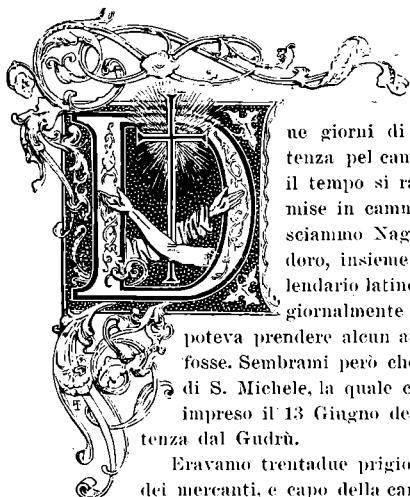 Due giorni di
tenza pel cam
il tempo si ra
mise in camm
sciammo Nag
doro, insieme
lendario latino
giornalmente
poteva prendere alcun a
fosse. Sembrami però che
di S. Michele, la quale c
impreso il 13 Giugno de
tenza dal Gudrù.
Eravamo trentadue prigio
dei mercanti, e capo della car